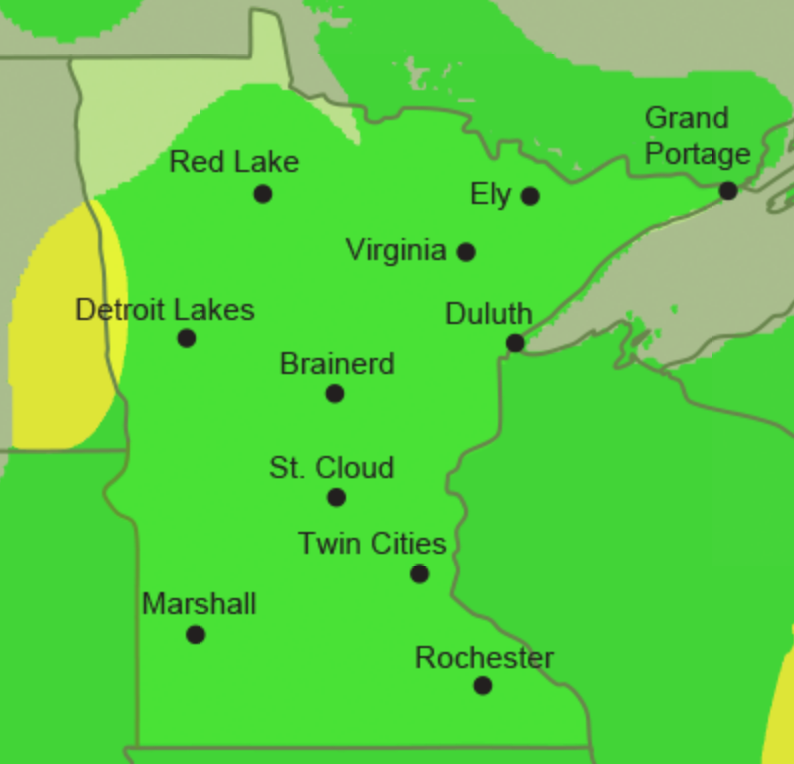 Grand
Portage
Red Lake
Ely
Virginia
Detroit Lakes
Duluth
Brainerd
St. Cloud
Twin Cities
Marshall
Rochester